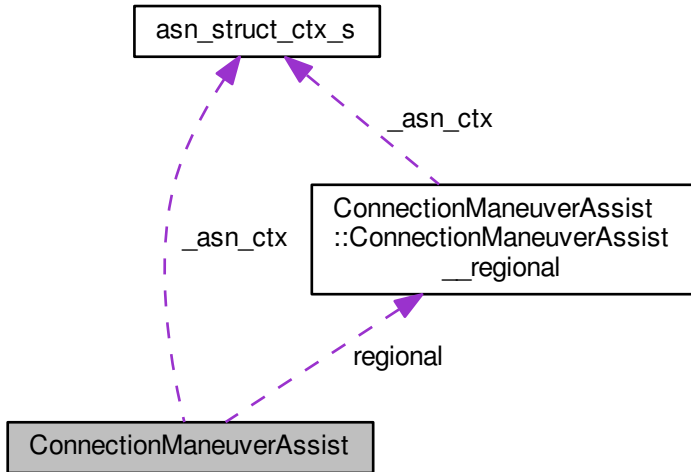 asn_struct_ctx_s
_asn_ctx
ConnectionManeuverAssist
::ConnectionManeuverAssist
__regional
_asn_ctx
regional
ConnectionManeuverAssist